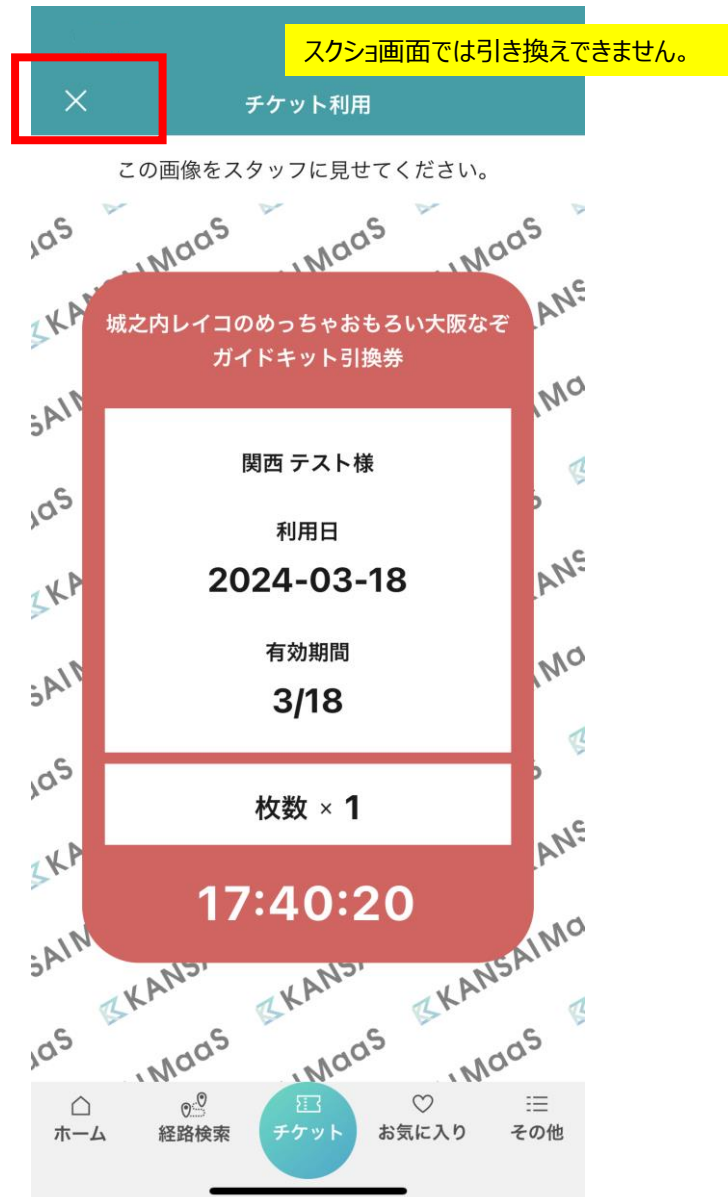 スクショ画面では引き換えできません。
チケット利用
この画像をスタッフに見せてください。
城之内レイコのめっちゃおもろい大阪なぞ
ガイドキット引換券
関西 テスト様
利用日
2024-03-18
有効期間
3/18
枚数 × 1
17:40:20
KANSAI MaaS
ホーム
経路検索
チケット
お気に入り
その他